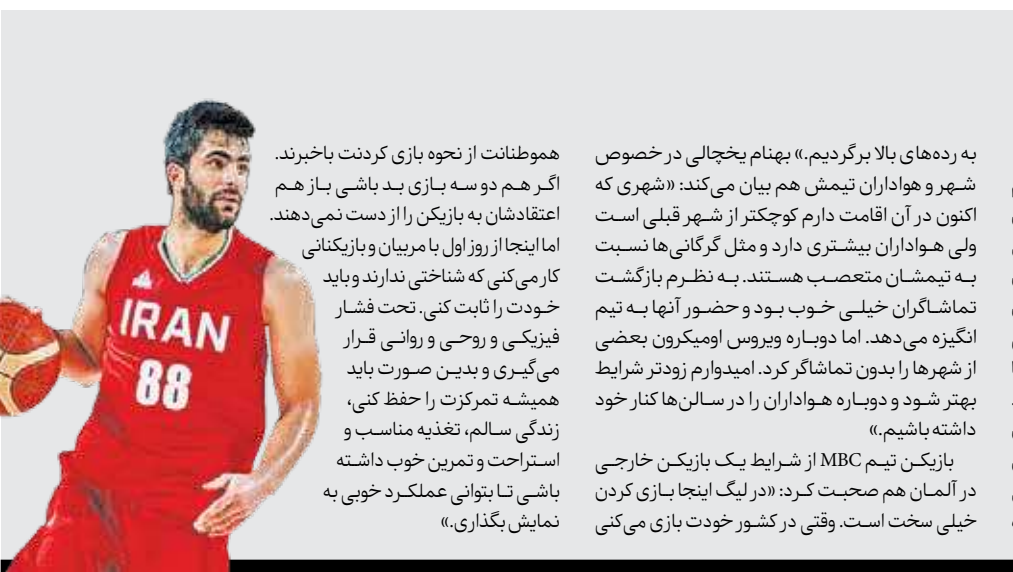 به رده‌های بالا برگردیم.» بهنام یخچالی در خصوص
شهر و هواداران تیمش هم بیان می‌کند: «شهری که
اکنون در آن اقامت دارم کوچکتر از شهر قبلی است
ولی هواداران بیشتری دارد و مثل گرگانی‌ها نسبت
به تیمشان متعصب هستند. به نظرم بازگشت
تماشاگران خیلی خوب بود و حضور آنها به تیم
انگیزه می‌دهد. اما دوباره ویروس اومیکرون بعضی
از شهرها را بدون تماشاگر کرد. امیدوارم زودتر شرایط
بهتر شود و دوباره هواداران را در سالن‌ها کنار خود
داشته باشیم.»
بازیکن تیم MBC از شرایط یک بازیکن خارجی
در آلمان هم صحبت کرد: «در لیگ اینجا بازی کردن
خیلی سخت است. وقتی در کشور خودت بازی می‌کنی
هموطنانت از نحوه بازی کردنت باخبرند.
اگر هم دو سه بازی بد باشی باز هم
اعتقادشان به بازیکن را از دست نمی‌دهند.
اما اینجا از روز اول با مربیان و بازیکنانی
کار می‌کنی که شناختی ندارند و باید
خودت را ثابت کنی. تحت فشار
فیزیکی و روحی و روانی قرار
می‌گیری و بدین صورت باید
همیشه تمرکزت را حفظ کنی،
زندگی سالم، تغذیه مناسب و
استراحت و تمرین خوب داشته
باشی تا بتوانی عملکرد خوبی به
نمایش بگذاری.»
IRAN
88